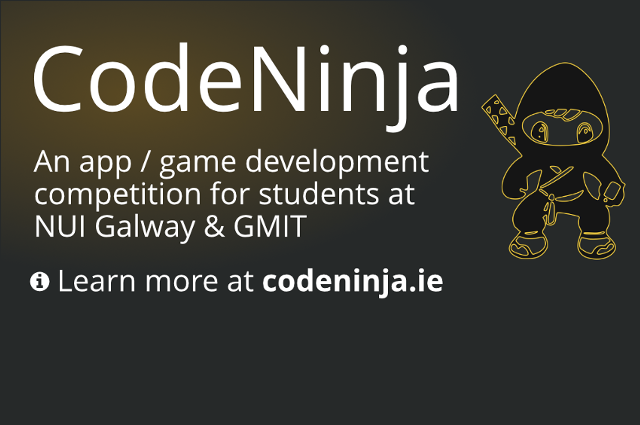 CodeNinja
An app / game development
competition for students at
NUI Galway & GMIT
Learn more at codeninja.ie